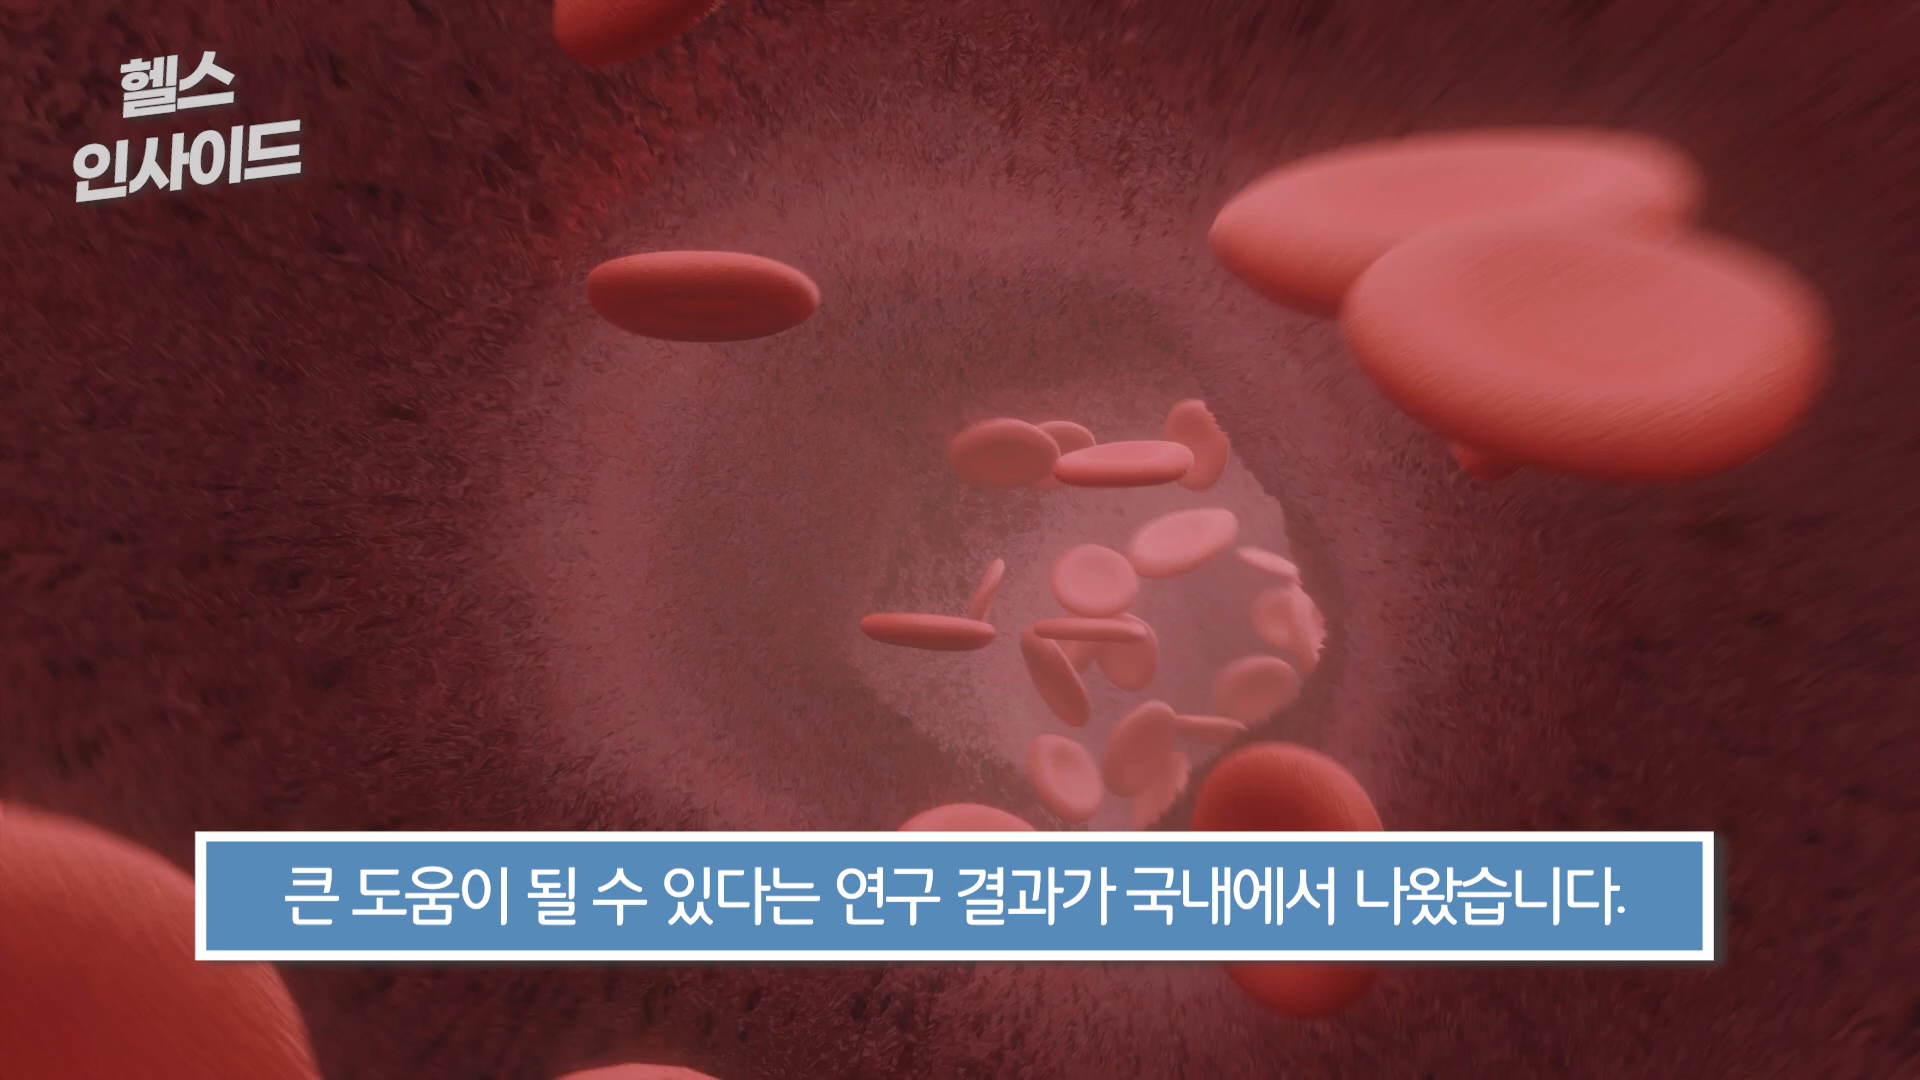 헬스
인사이드
큰 도움이 될 수 있다는 연구 결과가 국내에서 나왔습니다.